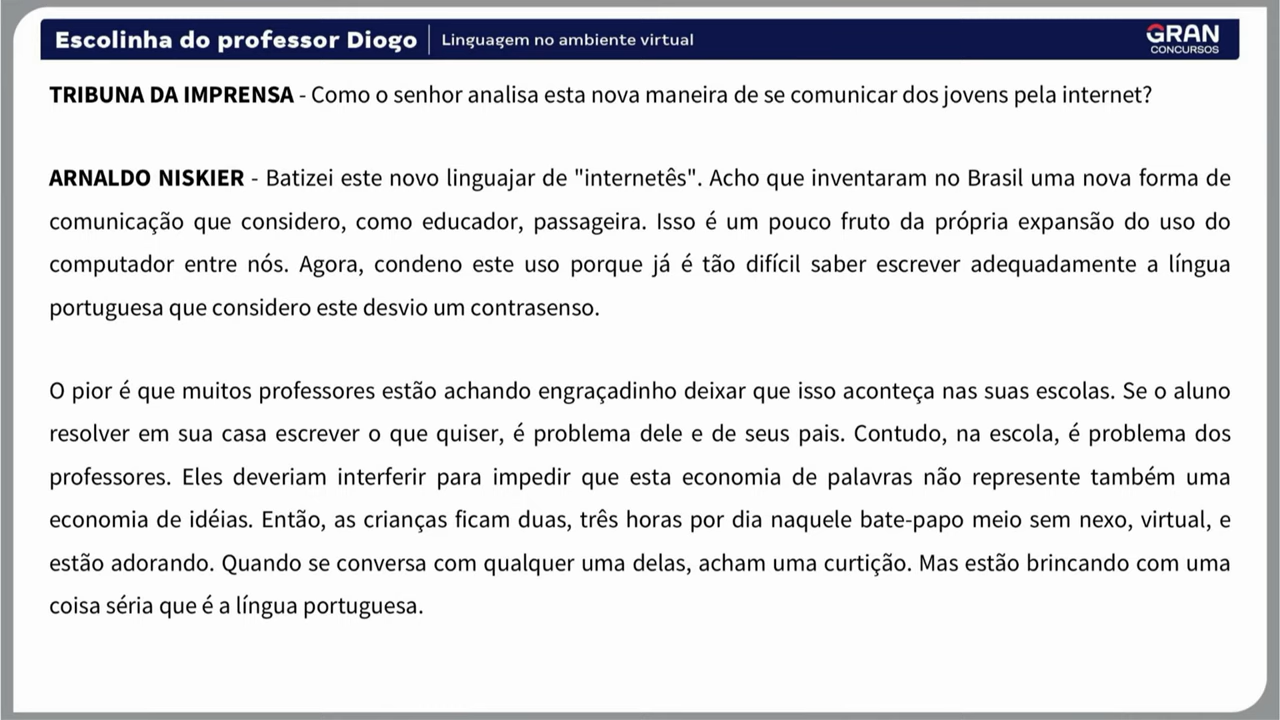 Escolinha do professor Diogo | Linguagem no ambiente virtual
GRAN
CONCURSOS
TRIBUNA DA IMPRENSA - Como o senhor analisa esta nova maneira de se comunicar dos jovens pela internet?
ARNALDO NISKIER - Batizei este novo linguajar de "internetês". Acho que inventaram no Brasil uma nova forma de
comunicação que considero, como educador, passageira. Isso é um pouco fruto da própria expansão do uso do
computador entre nós. Agora, condeno este uso porque já é tão difícil saber escrever adequadamente a língua
portuguesa que considero este desvio um contrasenso.
O pior é que muitos professores estão achando engraçadinho deixar que isso aconteça nas suas escolas. Se o aluno
resolver em sua casa escrever o que quiser, é problema dele e de seus pais. Contudo, na escola, é problema dos
professores. Eles deveriam interferir para impedir que esta economia de palavras não represente também uma
economia de idéias. Então, as crianças ficam duas, três horas por dia naquele bate-papo meio sem nexo, virtual, e
estão adorando. Quando se conversa com qualquer uma delas, acham uma curtição. Mas estão brincando com uma
coisa séria que é a língua portuguesa.